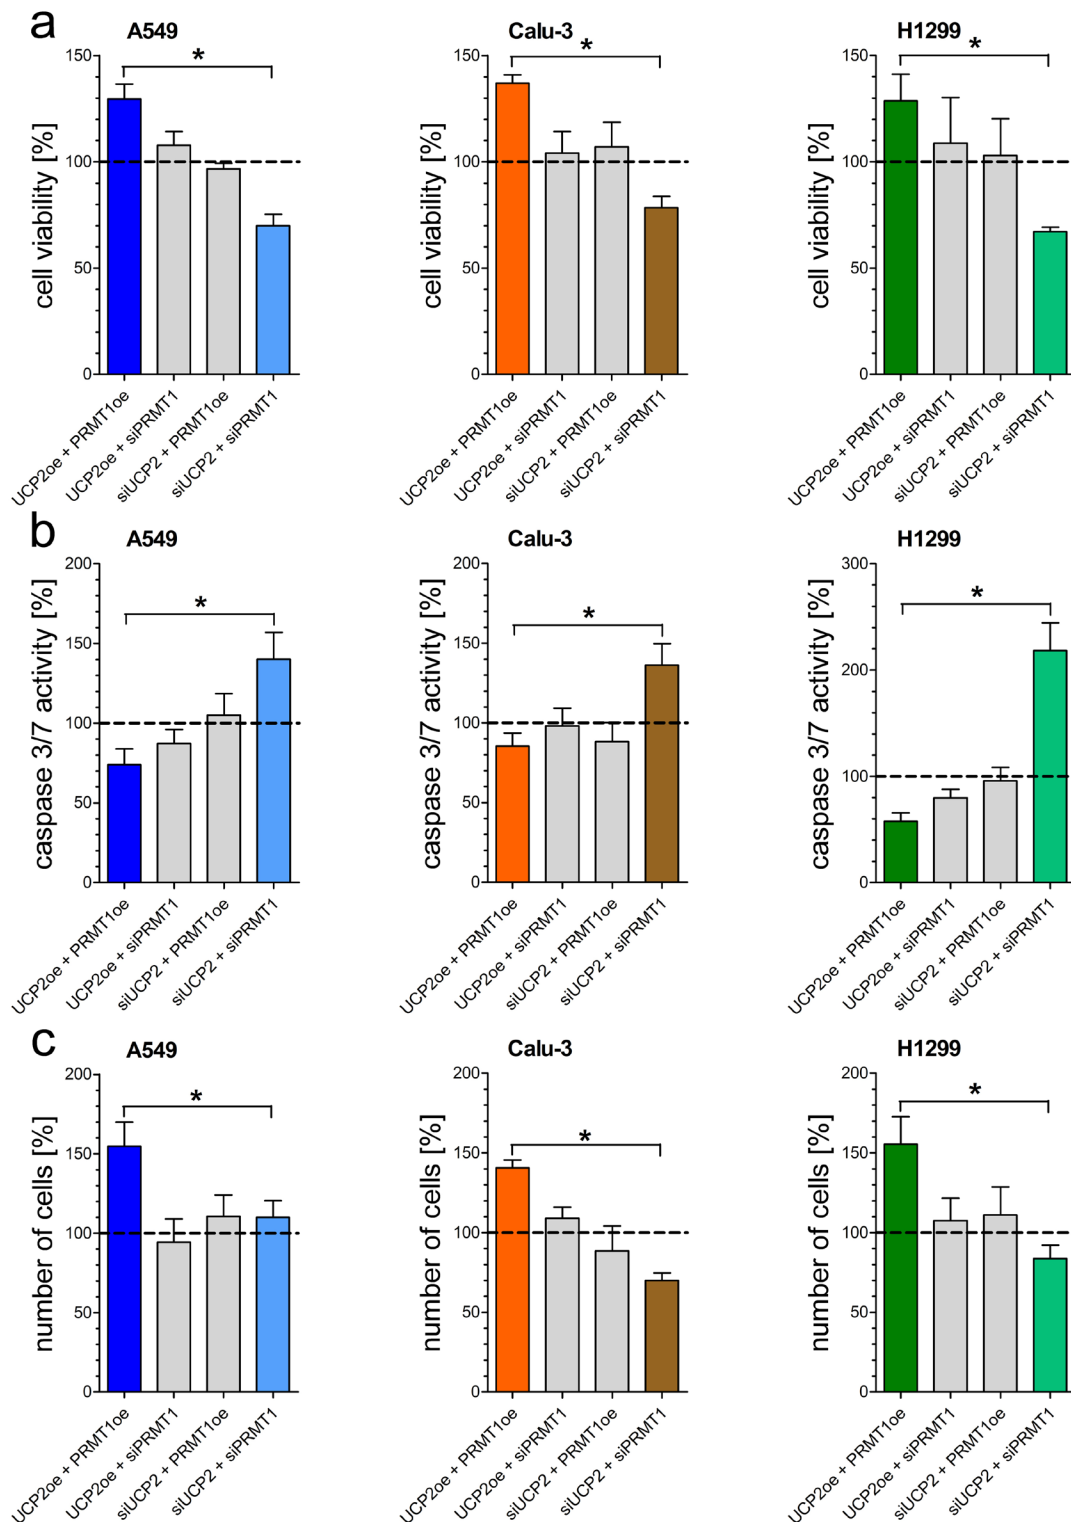 a
A549
Calu-3
H1299
cell viability [%]
150
100
50
0
*
UCP2oe + PRMT1oe
UCP2oe + siPRMT1
siUCP2 + PRMT1oe
siUCP2 + siPRMT1
cell viability [%]
150
100
50
0
*
UCP2oe + PRMT1oe
UCP2oe + siPRMT1
siUCP2 + PRMT1oe
siUCP2 + siPRMT1
cell viability [%]
150
100
50
0
*
UCP2oe + PRMT1oe
UCP2oe + siPRMT1
siUCP2 + PRMT1oe
siUCP2 + siPRMT1
b
A549
Calu-3
H1299
caspase 3/7 activity [%]
200
150
100
50
0
*
UCP2oe + PRMT1oe
UCP2oe + siPRMT1
siUCP2 + PRMT1oe
siUCP2 + siPRMT1
caspase 3/7 activity [%]
200
150
100
50
0
*
UCP2oe + PRMT1oe
UCP2oe + siPRMT1
siUCP2 + PRMT1oe
siUCP2 + siPRMT1
caspase 3/7 activity [%]
300
200
100
0
*
UCP2oe + PRMT1oe
UCP2oe + siPRMT1
siUCP2 + PRMT1oe
siUCP2 + siPRMT1
c
A549
Calu-3
H1299
number of cells [%]
200
150
100
50
0
*
UCP2oe + PRMT1oe
UCP2oe + siPRMT1
siUCP2 + PRMT1oe
siUCP2 + siPRMT1
number of cells [%]
200
150
100
50
0
*
UCP2oe + PRMT1oe
UCP2oe + siPRMT1
siUCP2 + PRMT1oe
siUCP2 + siPRMT1
number of cells [%]
200
150
100
50
0
*
UCP2oe + PRMT1oe
UCP2oe + siPRMT1
siUCP2 + PRMT1oe
siUCP2 + siPRMT1